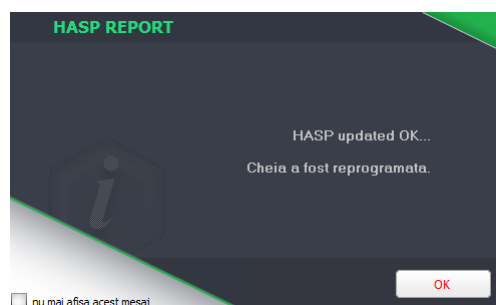 HASP REPORT
HASP updated OK...
Cheia a fost reprogramata.
OK
nu mai afisa acest mesaj